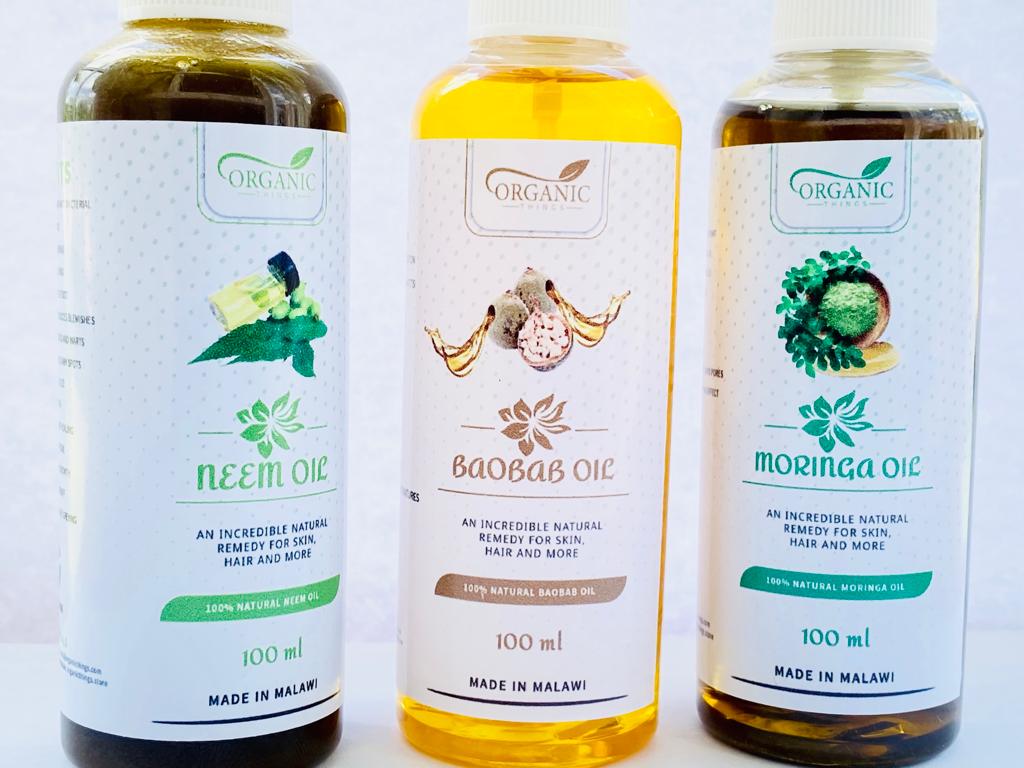 ORGANIC
THINGS
NEEM OIL
AN INCREDIBLE NATURAL
REMEDY FOR SKIN,
HAIR AND MORE
100% NATURAL NEEM OIL
100 ml
MADE IN MALAWI
ORGANIC
THINGS
BAOBAB OIL
AN INCREDIBLE NATURAL
REMEDY FOR SKIN,
HAIR AND MORE
100% NATURAL BAOBAB OIL
100 ml
MADE IN MALAWI
ORGANIC
THINGS
MORINGA OIL
AN INCREDIBLE NATURAL
REMEDY FOR SKIN,
HAIR AND MORE
100% NATURAL MORINGA OIL
100 ml
MADE IN MALAWI